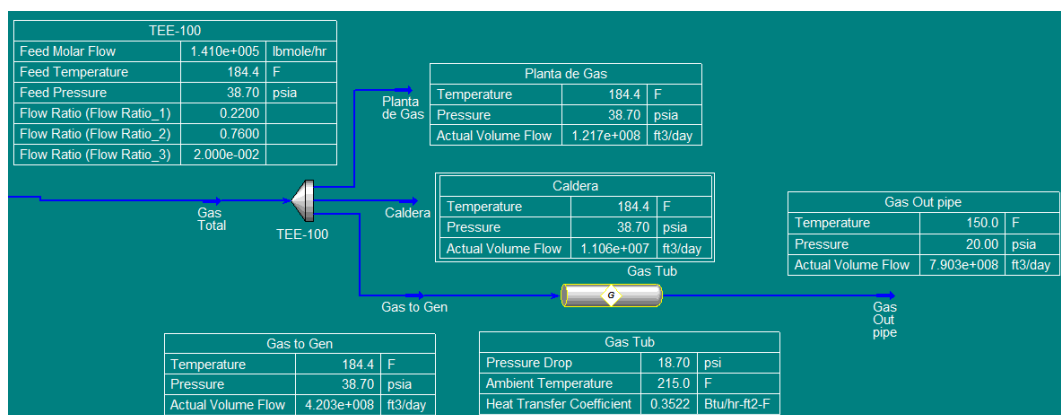 TEE-100
Feed Molar Flow 1.410e+005 lbmole/hr
Feed Temperature 184.4 F
Feed Pressure 38.70 psia
Flow Ratio (Flow Ratio_1) 0.2200
Flow Ratio (Flow Ratio_2) 0.7600
Flow Ratio (Flow Ratio_3) 2.000e-002
Planta de Gas
Temperature 184.4 F
Pressure 38.70 psia
Actual Volume Flow 1.217e+008 ft3/day
Planta
de Gas
Caldera
Temperature 184.4 F
Pressure 38.70 psia
Actual Volume Flow 1.106e+007 ft3/day
Gas Out pipe
Temperature 150.0 F
Pressure 20.00 psia
Actual Volume Flow 7.903e+008 ft3/day
Gas
Total
TEE-100
Caldera
Gas Tub
G
Gas to Gen
Gas
Out
pipe
Gas to Gen
Temperature 184.4 F
Pressure 38.70 psia
Actual Volume Flow 4.203e+008 ft3/day
Gas Tub
Pressure Drop 18.70 psi
Ambient Temperature 215.0 F
Heat Transfer Coefficient 0.3522 Btu/hr-ft2-F